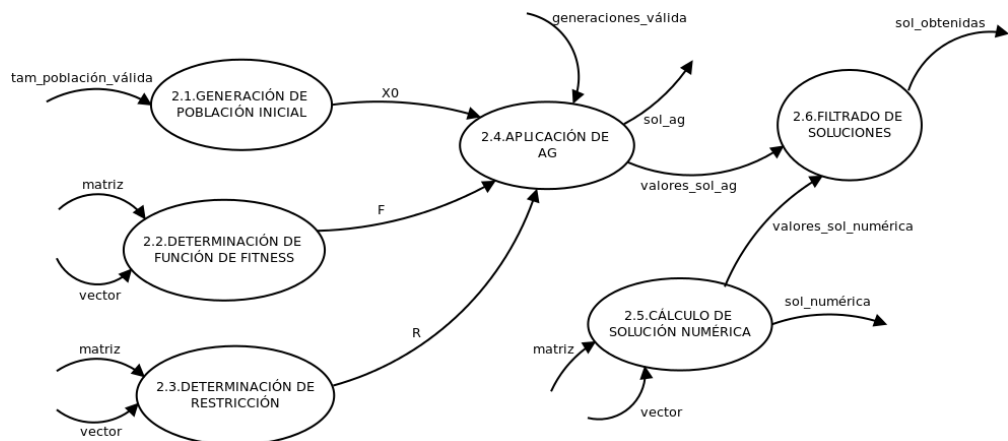 generaciones_válida
sol_obtenidas
tam_población_válida
2.1.GENERACIÓN DE
POBLACIÓN INICIAL
X0
sol_ag
2.4.APLICACIÓN DE
AG
2.6.FILTRADO DE
SOLUCIONES
matriz
F
valores_sol_ag
2.2.DETERMINACIÓN DE
FUNCIÓN DE FITNESS
valores_sol_numérica
vector
sol_numérica
2.5.CÁLCULO DE
SOLUCIÓN NUMÉRICA
R
matriz
matriz
2.3.DETERMINACIÓN DE
RESTRICCIÓN
vector
vector